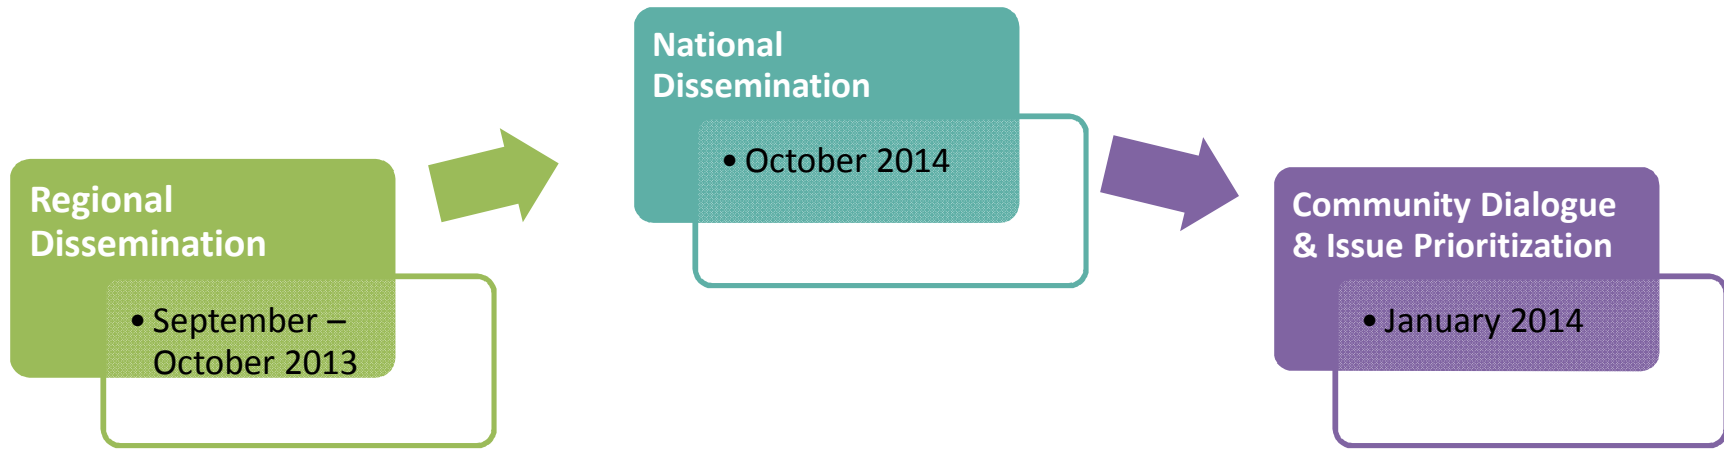 Regional
Dissemination
• September –
October 2013
National
Dissemination
• October 2014
Community Dialogue
& Issue Prioritization
• January 2014